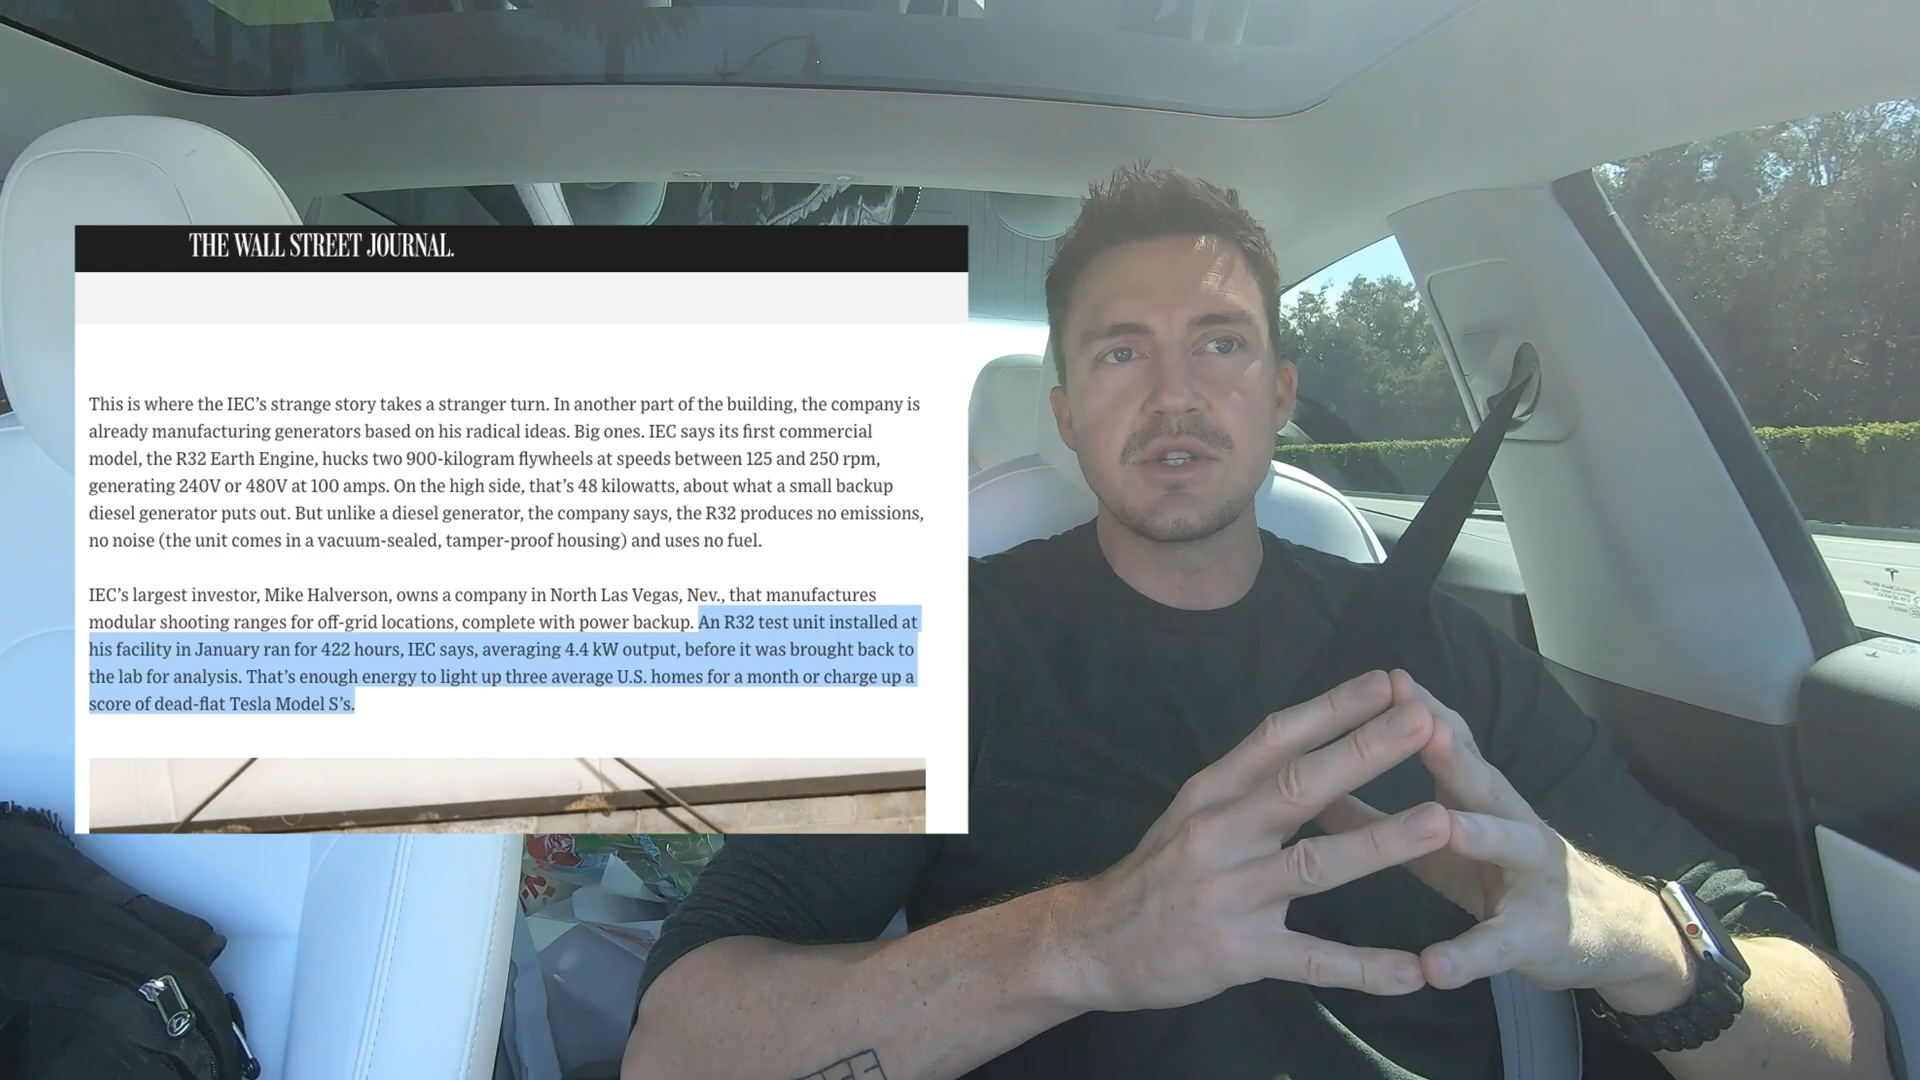 THE WALL STREET JOURNAL.
This is where the IEC’s strange story takes a stranger turn. In another part of the building, the company is
already manufacturing generators based on his radical ideas. Big ones. IEC says its first commercial
model, the R32 Earth Engine, hucks two 900-kilogram flywheels at speeds between 125 and 250 rpm,
generating 240V or 480V at 100 amps. On the high side, that’s 48 kilowatts, about what a small backup
diesel generator puts out. But unlike a diesel generator, the company says, the R32 produces no emissions,
no noise (the unit comes in a vacuum-sealed, tamper-proof housing) and uses no fuel.
IEC’s largest investor, Mike Halverson, owns a company in North Las Vegas, Nev., that manufactures
modular shooting ranges for off-grid locations, complete with power backup. An R32 test unit installed at
his facility in January ran for 422 hours, IEC says, averaging 4.4 kW output, before it was brought back to
the lab for analysis. That’s enough energy to light up three average U.S. homes for a month or charge up a
score of dead-flat Tesla Model S’s.